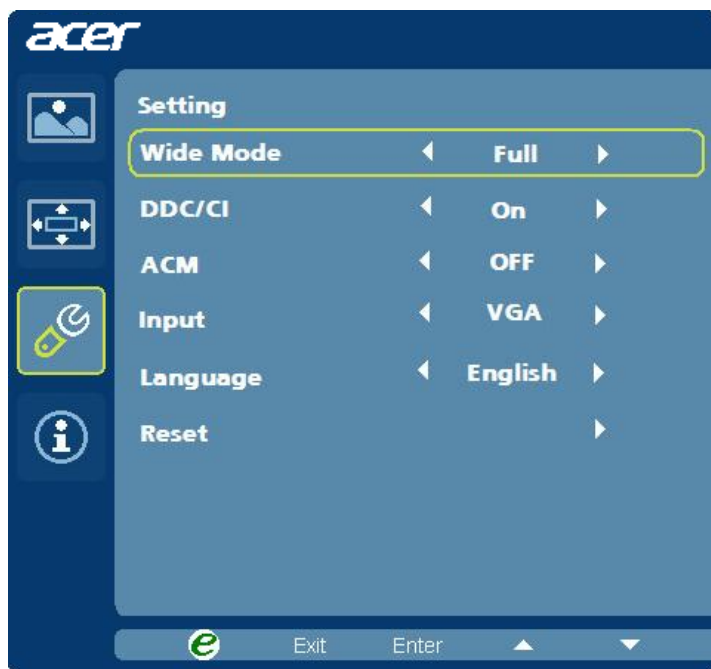 acer
Setting
Wide Mode Full
DDC/CI On
ACM OFF
Input VGA
Language English
Reset
e Exit Enter